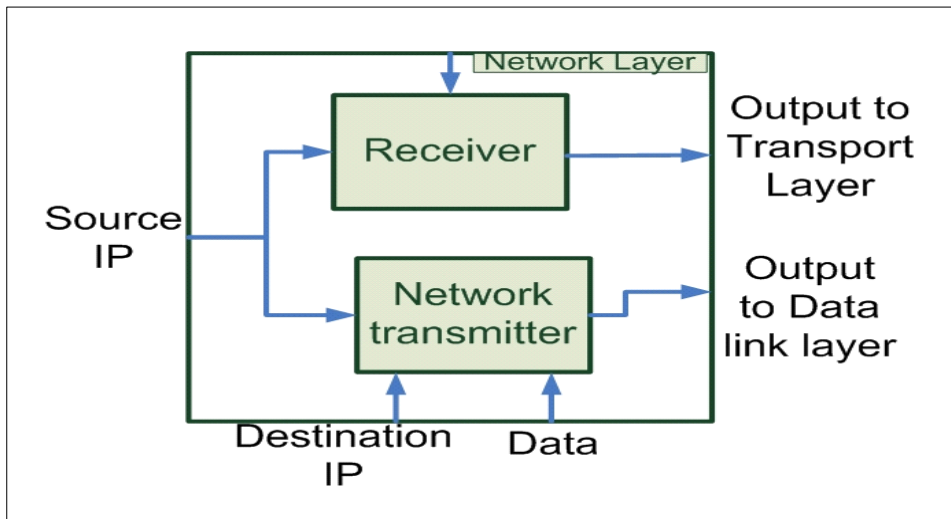 Network Layer
Receiver
Output to
Transport
Layer
Source
IP
Network
transmitter
Output
to Data
link layer
Destination
IP
Data